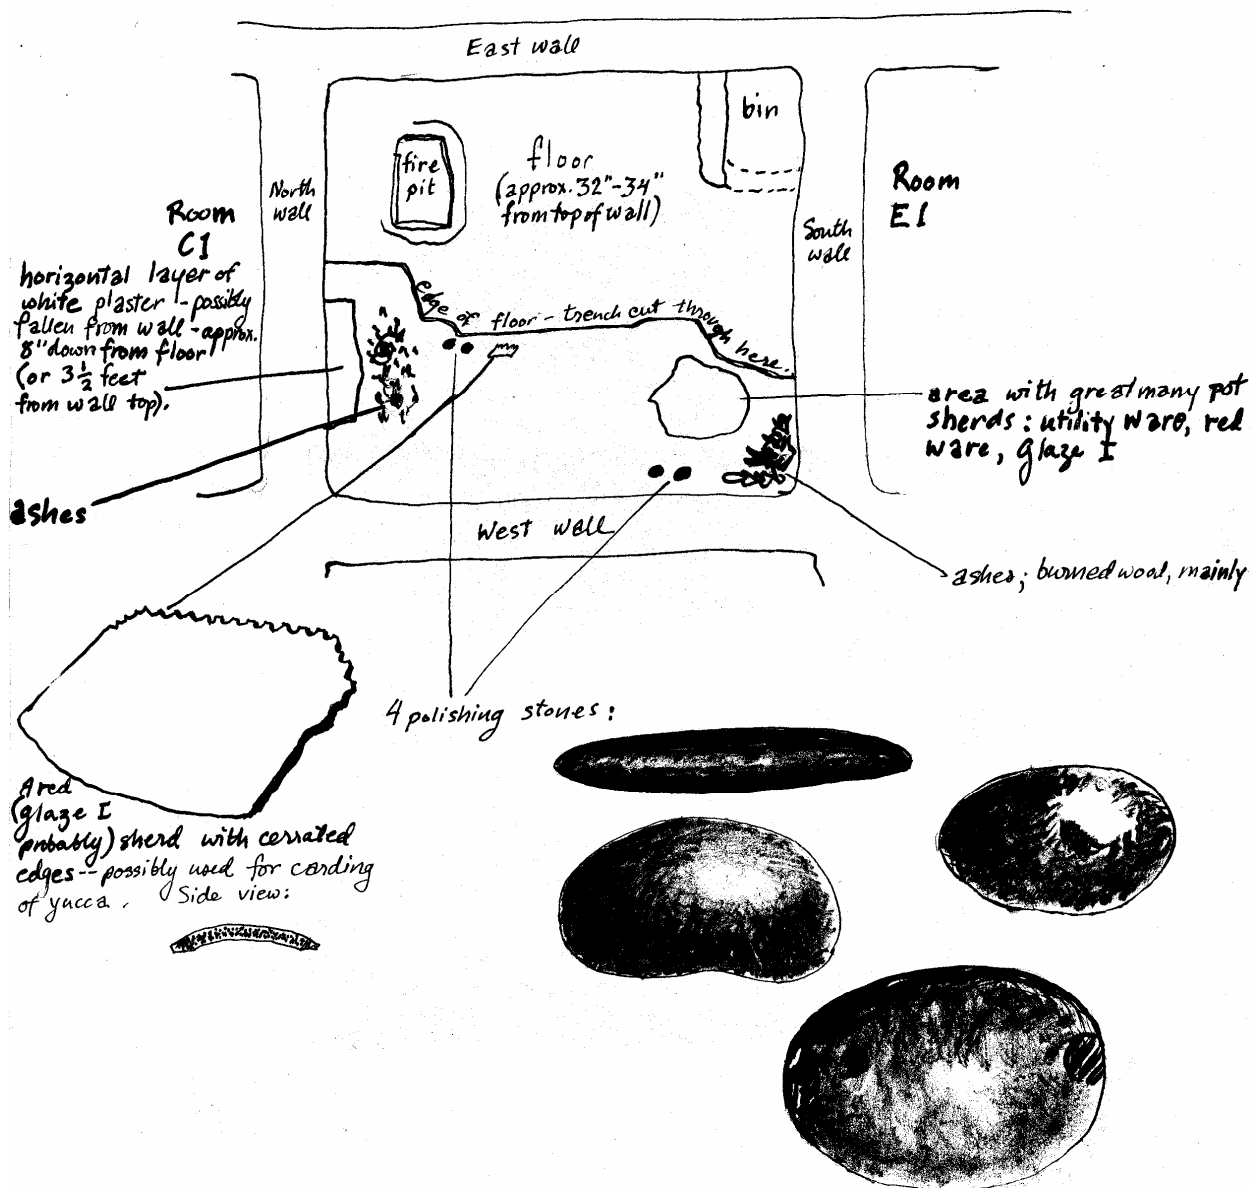 East wall
bin
fire
pit
floor
(approx. 32"-34"
from top of wall)
North
wall
Room
C1
Room
E1
South
wall
horizontal layer of
white plaster - possibly
fallen from wall - approx.
8" down from floor
(or 3 1/2 feet
from wall top).
edge of floor - trench cut through here.
area with great many pot
sherds: utility ware, red
ware, glaze I
ashes
West wall
ashes; burned wood, mainly
4 polishing stones:
A red
(glaze I
probably) sherd with cerrated
edges -- possibly used for carding
of yucca. Side view: